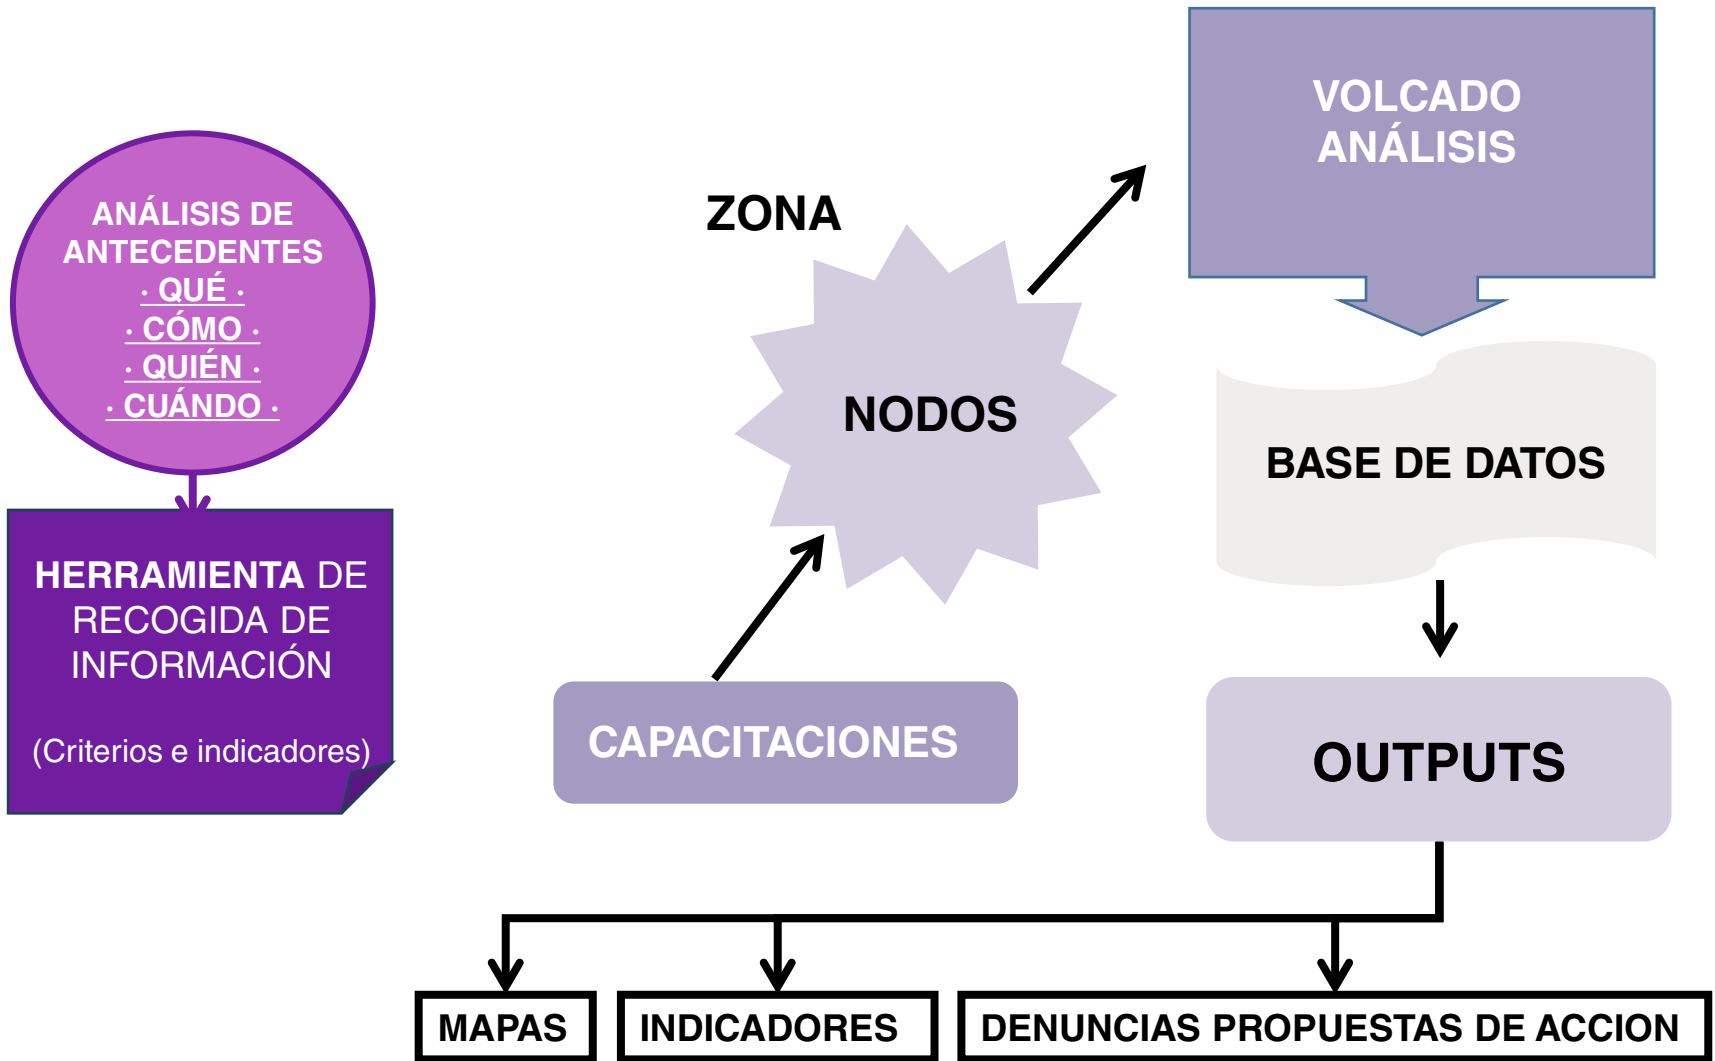 ANÁLISIS DE
ANTECEDENTES
· QUÉ ·
· CÓMO ·
· QUIÉN ·
· CUÁNDO ·
HERRAMIENTA DE
RECOGIDA DE
INFORMACIÓN
(Criterios e indicadores)
ZONA
NODOS
CAPACITACIONES
VOLCADO
ANÁLISIS
BASE DE DATOS
OUTPUTS
MAPAS
INDICADORES
DENUNCIAS PROPUESTAS DE ACCION